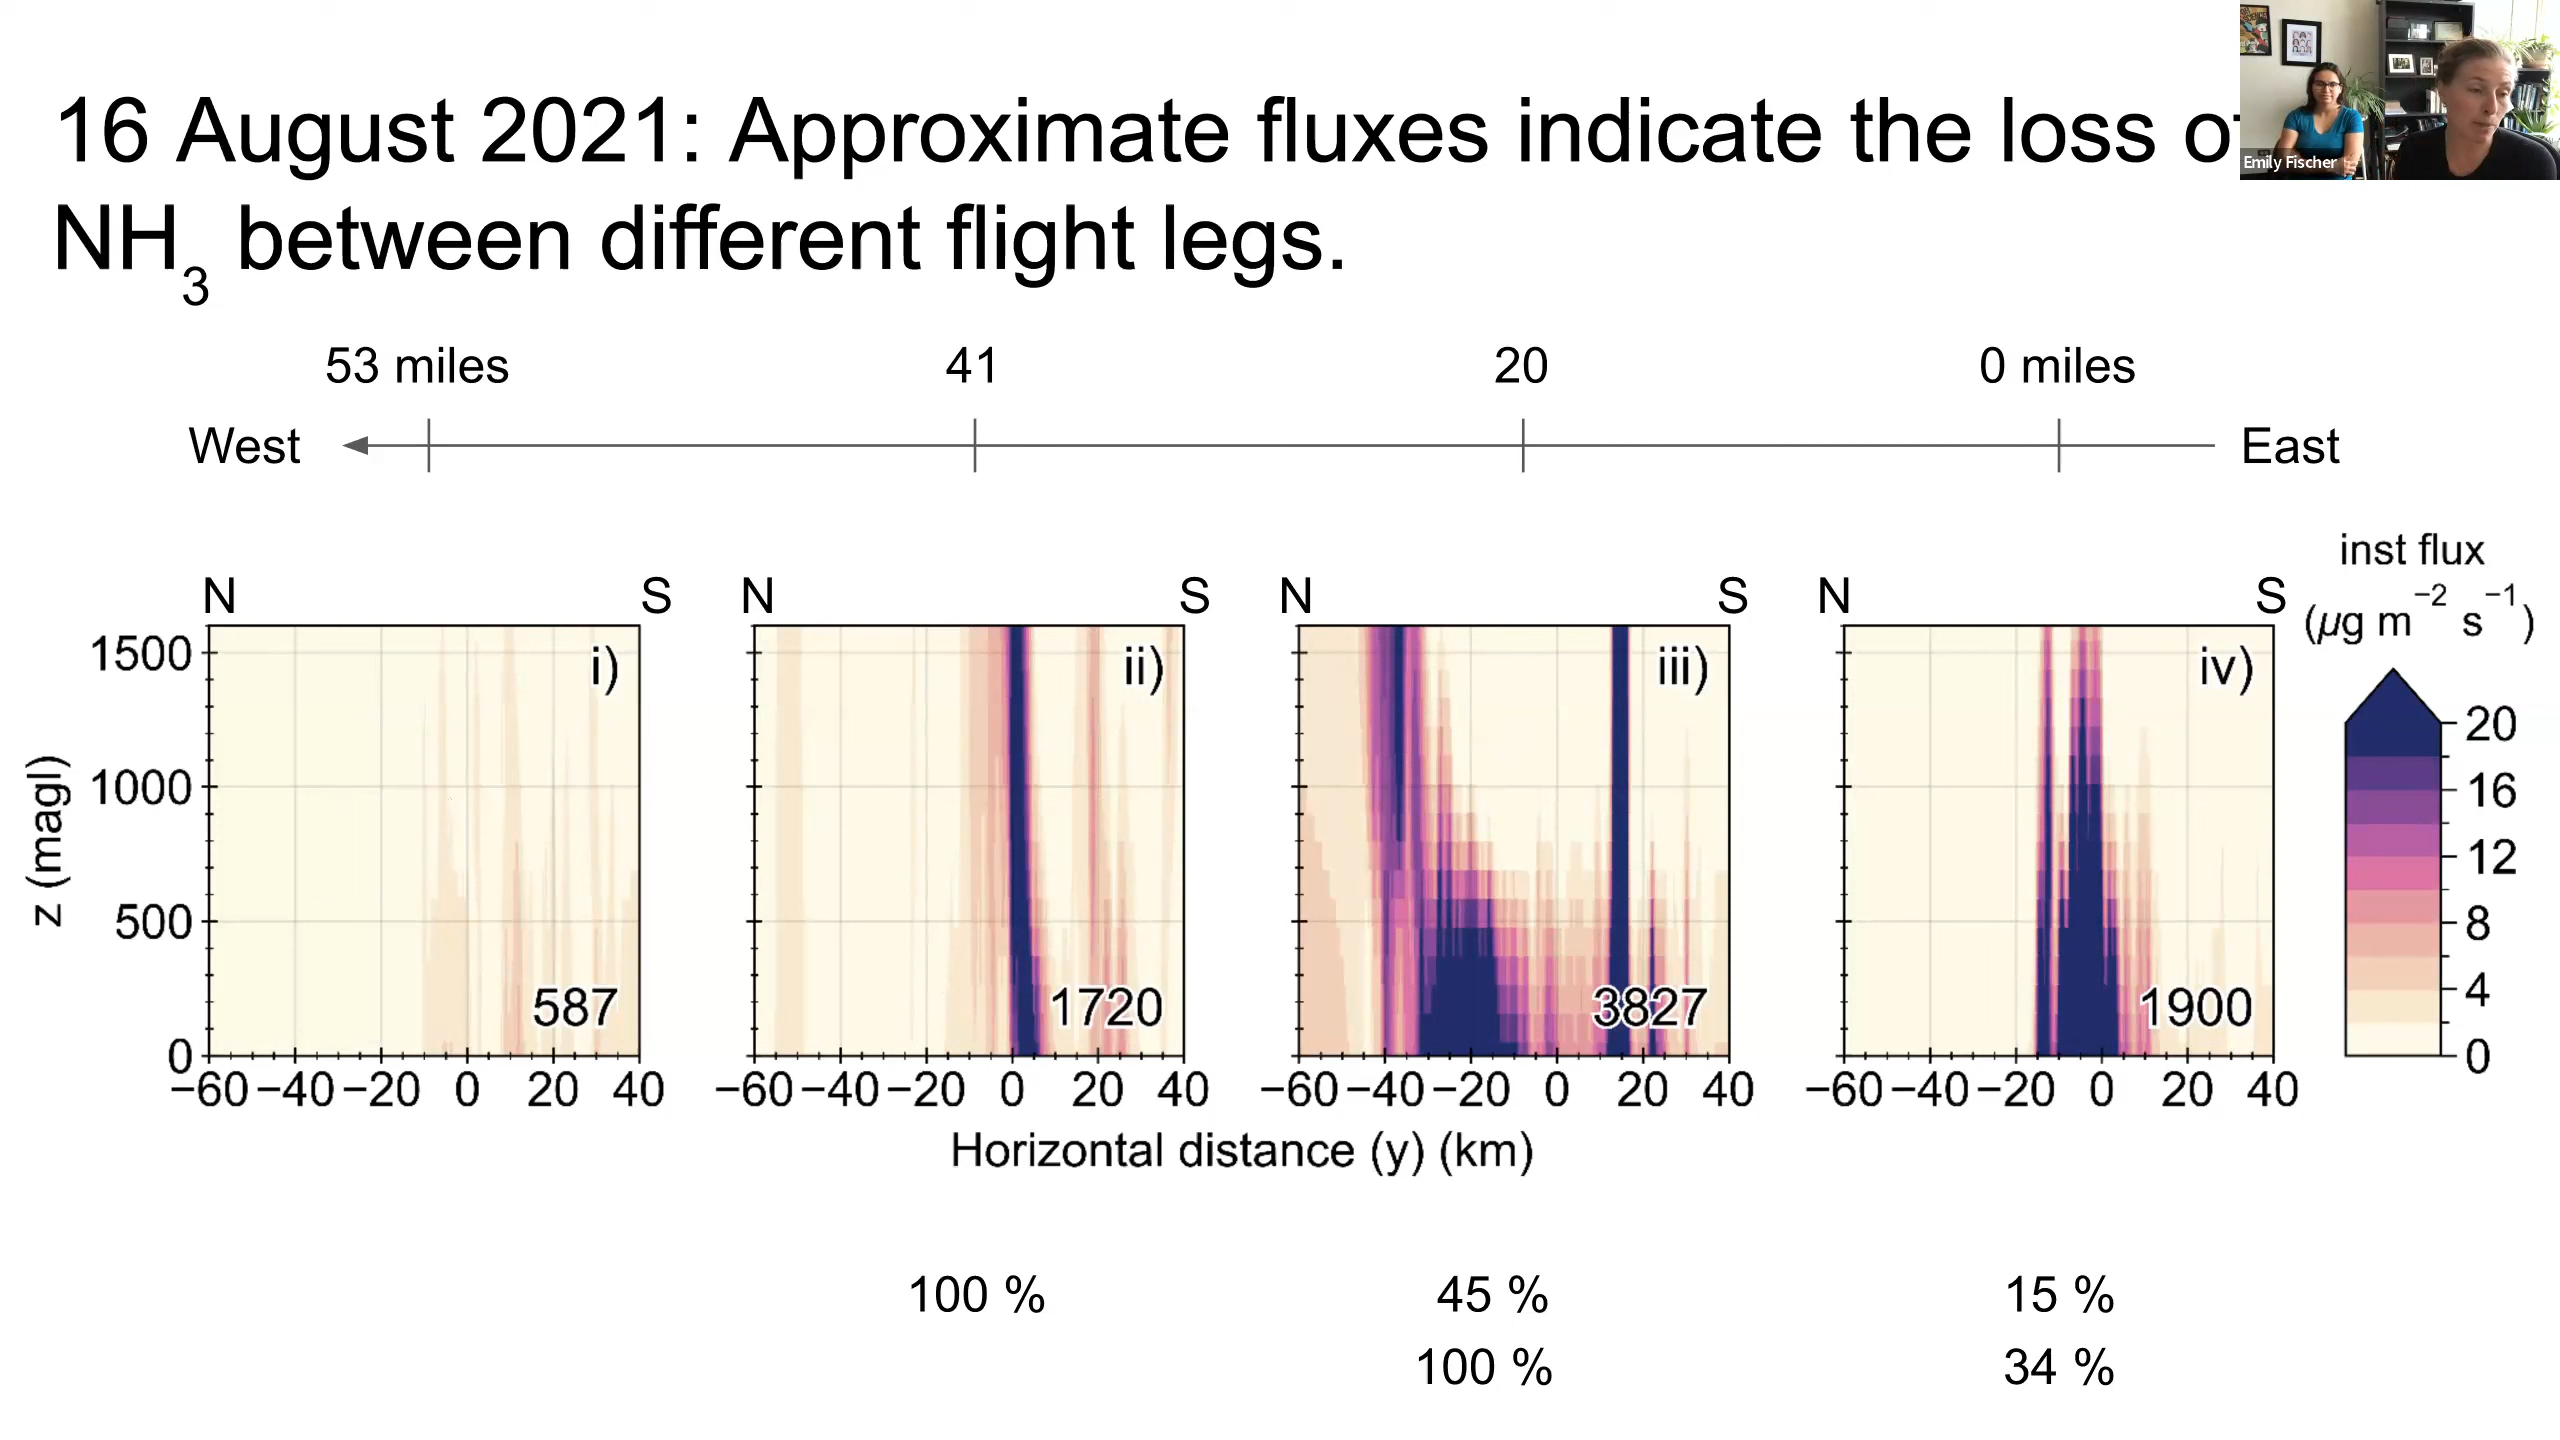 16 August 2021: Approximate fluxes indicate the loss of
NH3 between different flight legs.
Emily Fischer
53 miles 41 20 0 miles
West East
inst flux
(μg m−2 s−1)
N S N S N S N S
i) ii) iii) iv)
1500
1000
500
0
z (magl)
587 1720 3827 1900
20
16
12
8
4
0
−60 −40 −20 0 20 40 −60 −40 −20 0 20 40 −60 −40 −20 0 20 40 −60 −40 −20 0 20 40
Horizontal distance (y) (km)
100 % 45 % 15 %
100 % 34 %